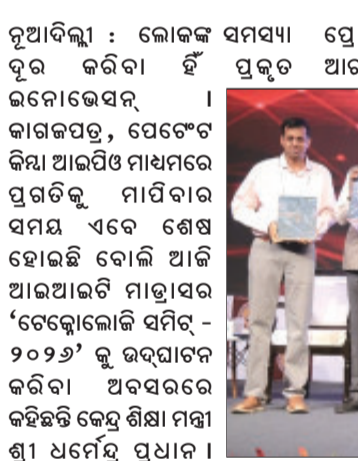 ନୂଆଦିଲ୍ଲୀ : ଲୋକଙ୍କ ସମସ୍ୟା
ଦୂର କରିବା ହିଁ ପ୍ରକୃତ
ଇନୋଭେସନ୍ ।
କାଗଜପତ୍ର, ପେଟେଂଟ
କିମ୍ବା ଆଇପିଓ ମାଧ୍ୟମରେ
ପ୍ରଗତିକୁ ମାପିବାର
ସମୟ ଏବେ ଶେଷ
ହୋଇଛି ବୋଲି ଆଜି
ଆଇଆଇଟି ମାଡ୍ରାସର
‘ଟେକ୍ନୋଲୋଜି ସମିଟ୍ -
୨୦୨୬’ କୁ ଉଦ୍‌ଘାଟନ
କରିବା ଅବସରରେ
କହିଛନ୍ତି କେନ୍ଦ୍ର ଶିକ୍ଷା ମନ୍ତ୍ରୀ
ଶ୍ରୀ ଧର୍ମେନ୍ଦ୍ର ପ୍ରଧାନ ।